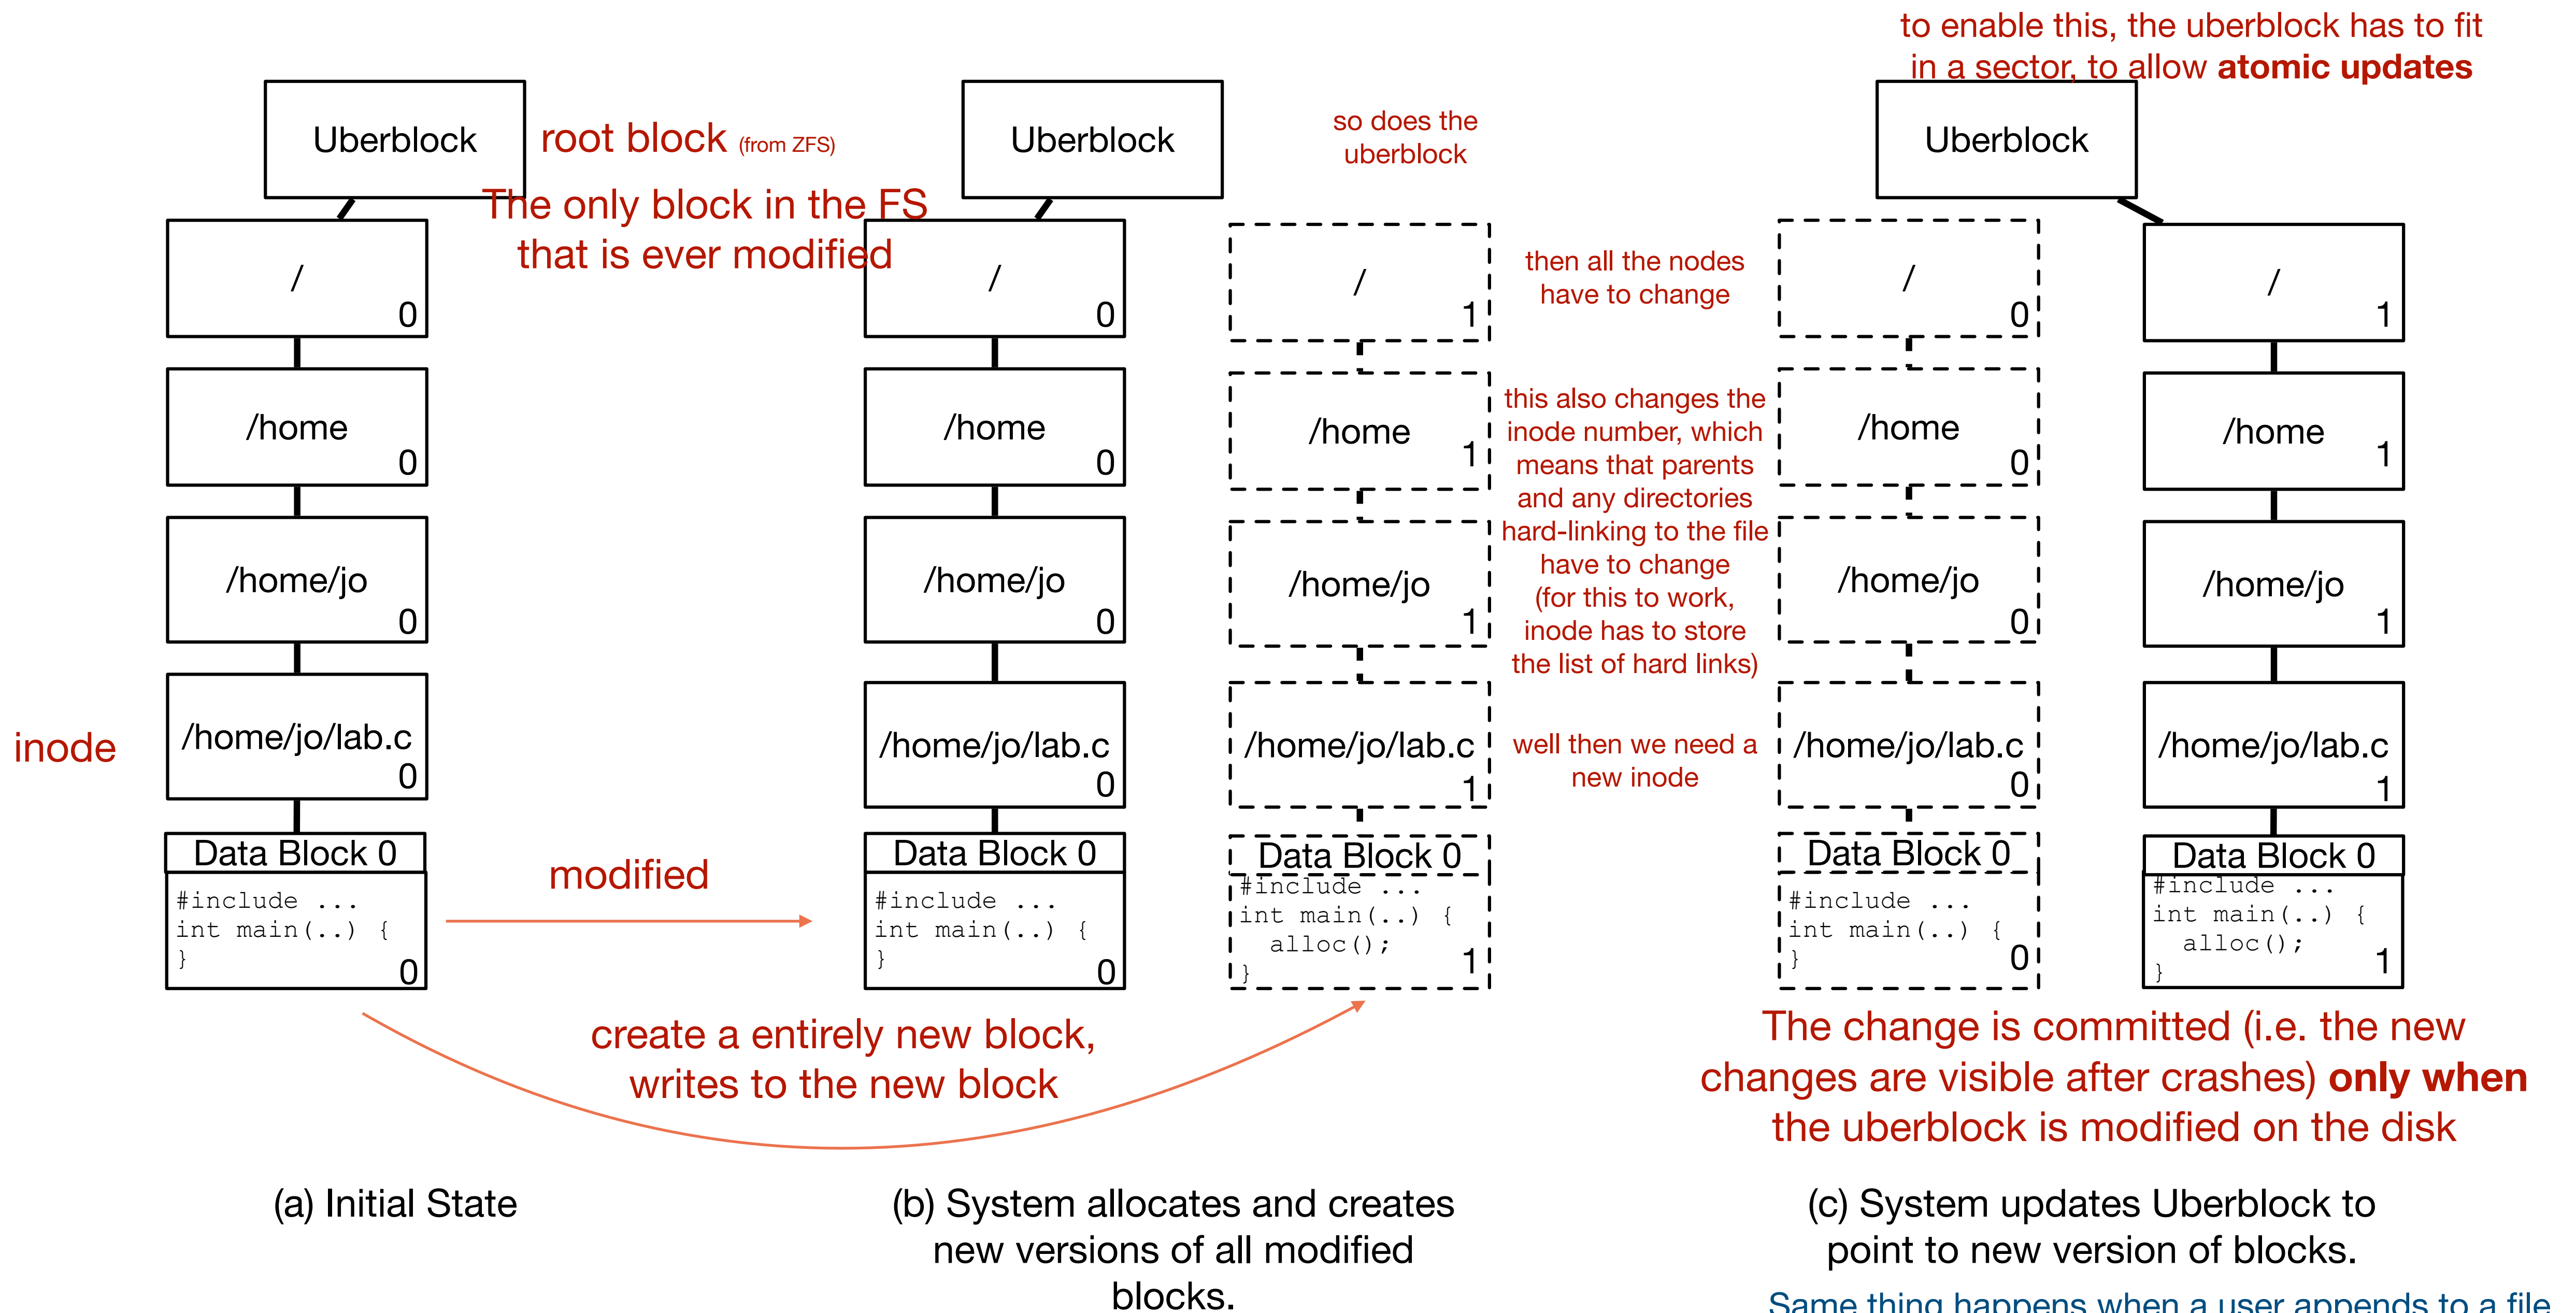 to enable this, the uberblock has to fit
in a sector, to allow atomic updates
Uberblock
root block (from ZFS)
The only block in the FS
that is ever modified
/
0
/home
0
/home/jo
0
inode
/home/jo/lab.c
0
Data Block 0
#include ...
int main(..) {
}
0
modified
create a entirely new block,
writes to the new block
(a) Initial State
Uberblock
/
0
/home
0
/home/jo
0
/home/jo/lab.c
0
Data Block 0
#include ...
int main(..) {
}
0
so does the
uberblock
/
1
/home
1
/home/jo
1
/home/jo/lab.c
1
Data Block 0
#include ...
int main(..) {
alloc();
}
1
then all the nodes
have to change
this also changes the
inode number, which
means that parents
and any directories
hard-linking to the file
have to change
(for this to work,
inode has to store
the list of hard links)
well then we need a
new inode
(b) System allocates and creates
new versions of all modified
blocks.
Uberblock
/
0
/home
0
/home/jo
0
/home/jo/lab.c
0
Data Block 0
#include ...
int main(..) {
}
0
/
1
/home
1
/home/jo
1
/home/jo/lab.c
1
Data Block 0
#include ...
int main(..) {
alloc();
}
1
The change is committed (i.e. the new
changes are visible after crashes) only when
the uberblock is modified on the disk
(c) System updates Uberblock to
point to new version of blocks.
Same thing happens when a user appends to a file